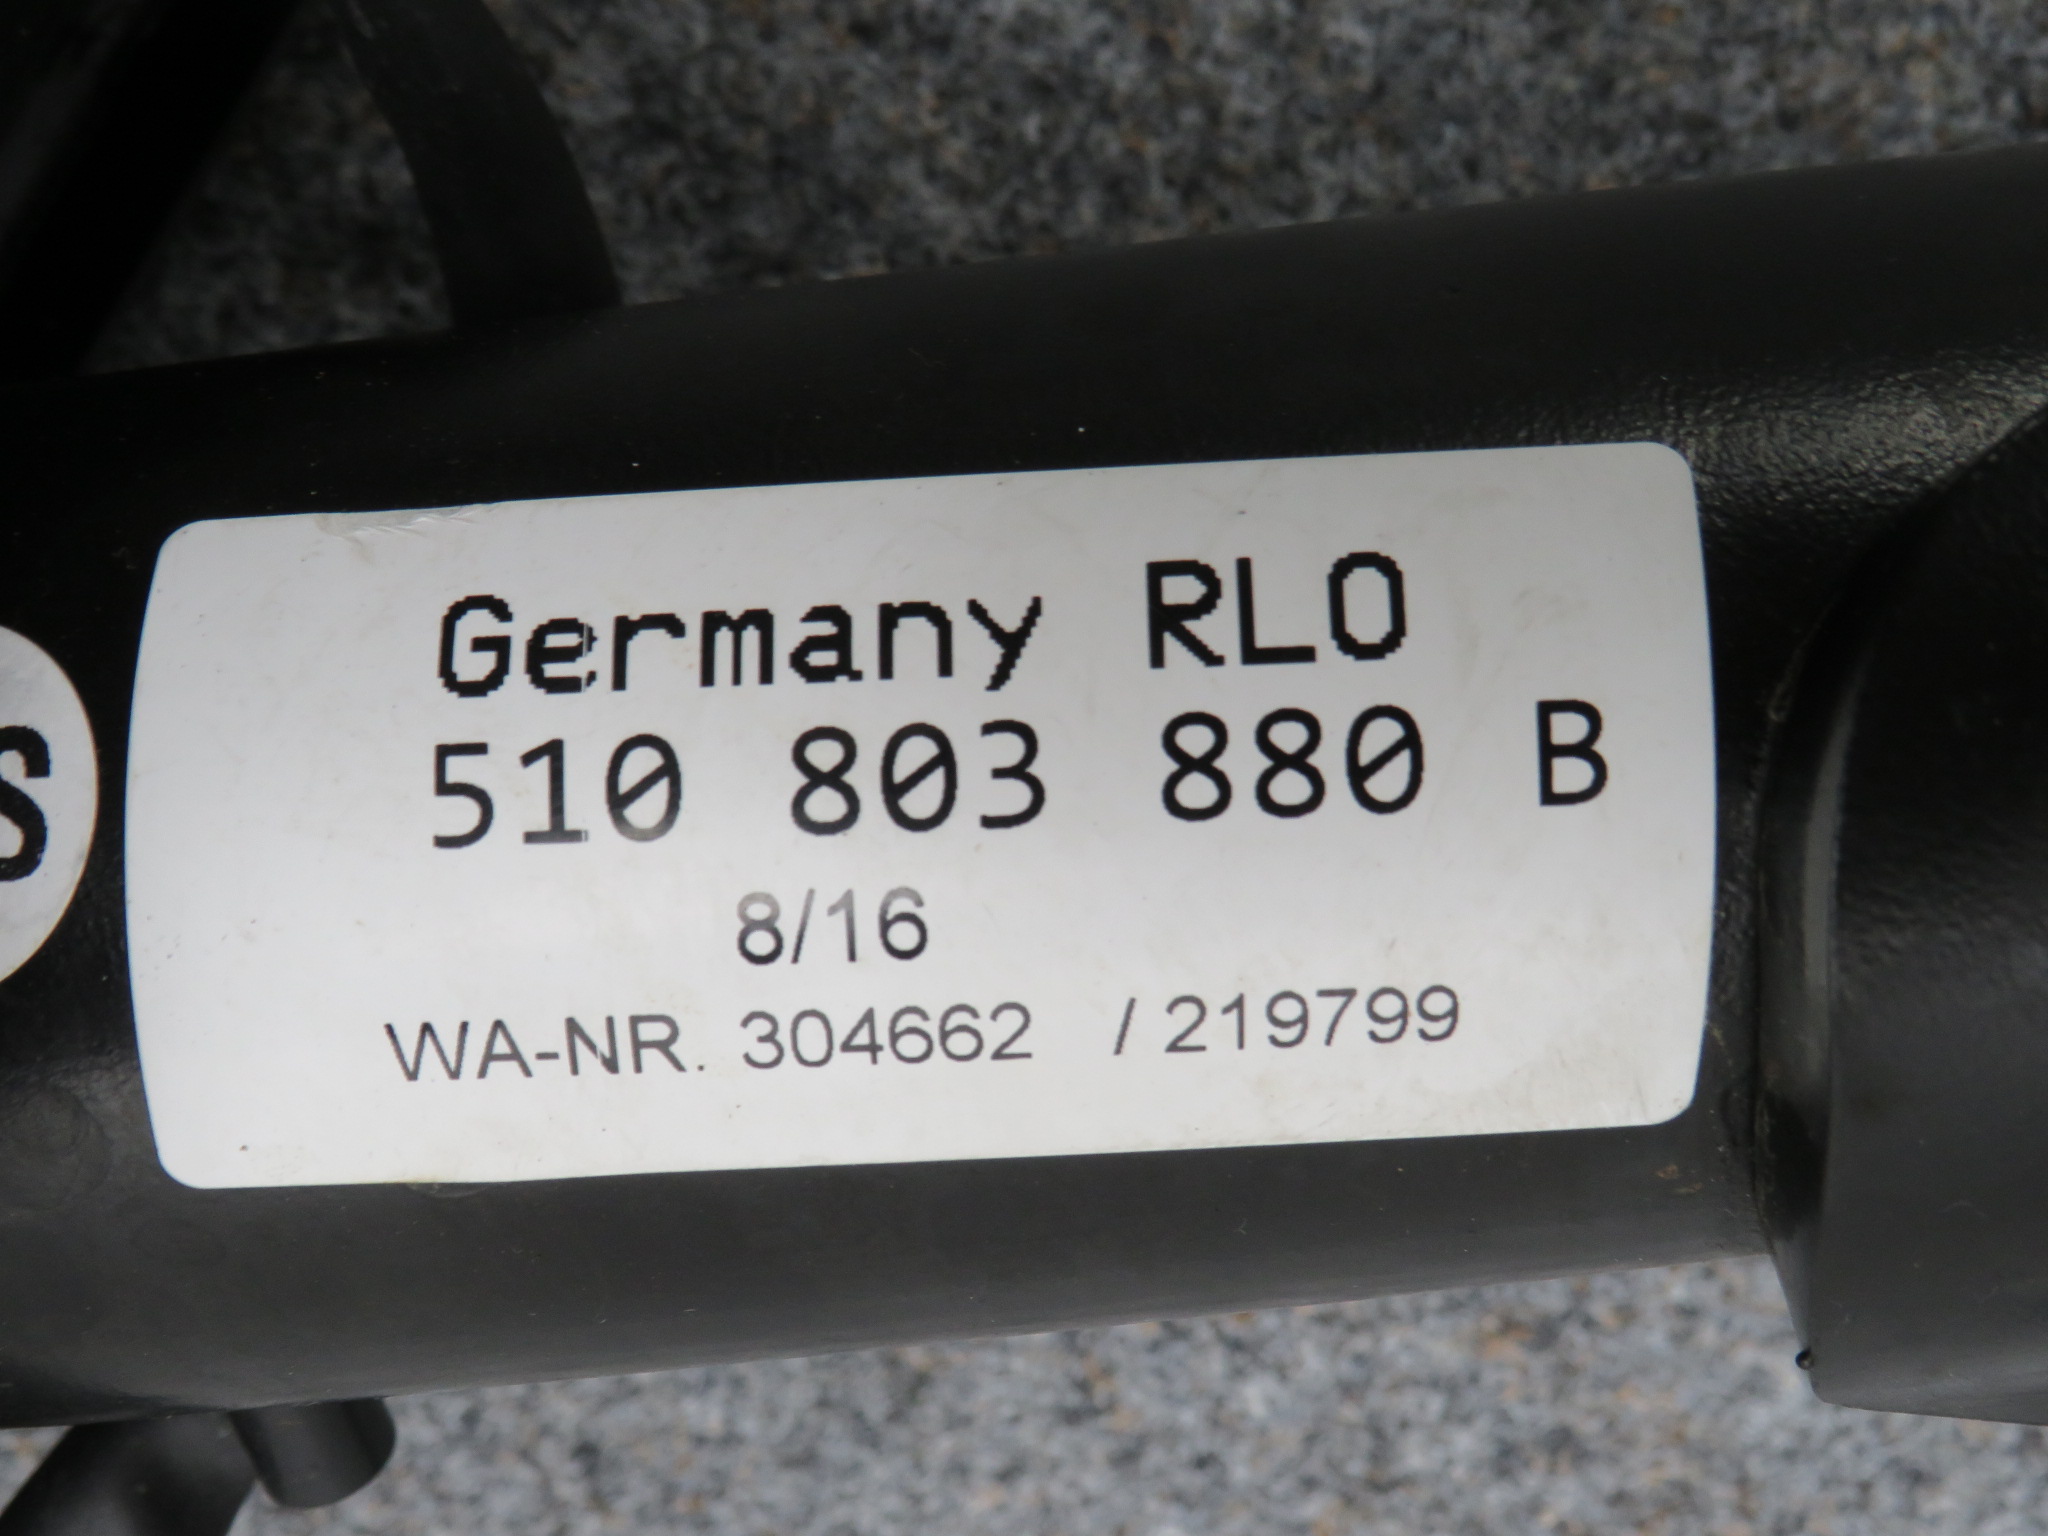 Germany RLO
510 803 880 B
8/16
WA-NR. 304662 / 219799
S